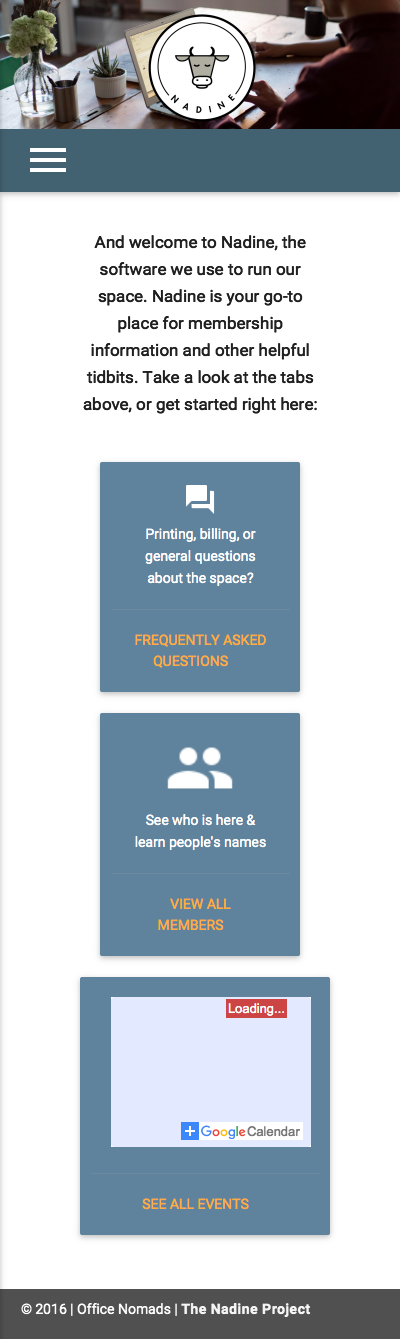 NADINE
And welcome to Nadine, the
software we use to run our
space. Nadine is your go-to
place for membership
information and other helpful
tidbits. Take a look at the tabs
above, or get started right here:
Printing, billing, or
general questions
about the space?
FREQUENTLY ASKED
QUESTIONS
See who is here &
learn people's names
VIEW ALL
MEMBERS
Loading...
Google Calendar
SEE ALL EVENTS
© 2016 | Office Nomads | The Nadine Project